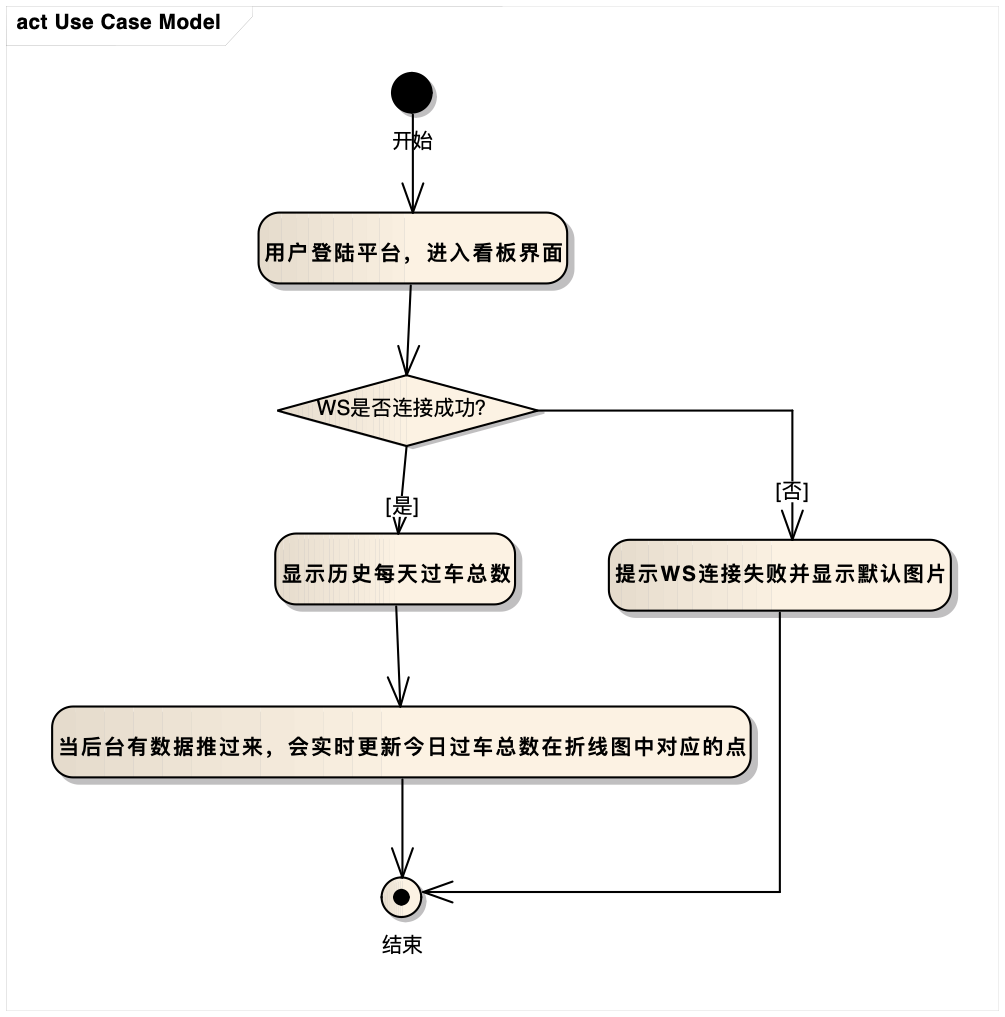 act Use Case Model
开始
用户登陆平台，进入看板界面
WS是否连接成功？
[否]
[是]
显示历史每天过车总数
提示WS连接失败并显示默认图片
当后台有数据推过来，会实时更新今日过车总数在折线图中对应的点
结束